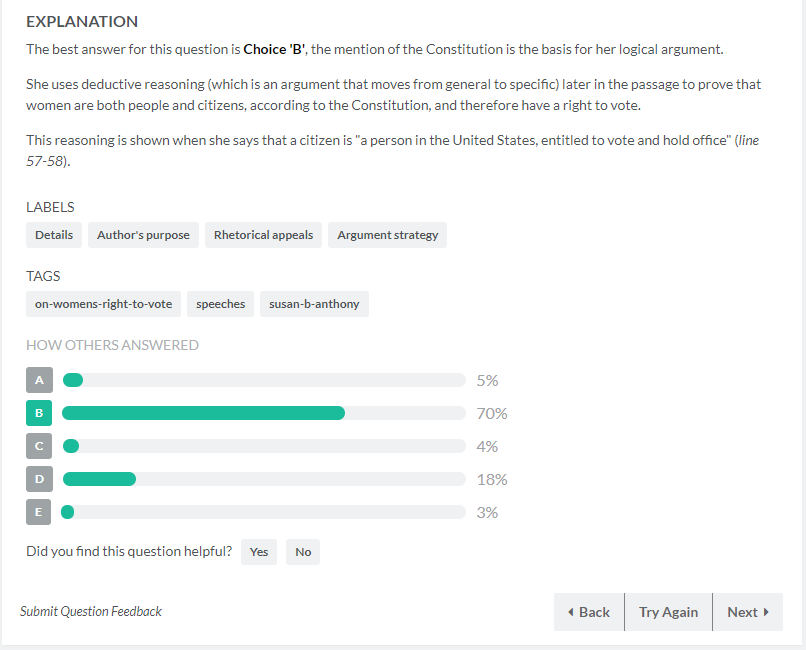 EXPLANATION
The best answer for this question is Choice 'B', the mention of the Constitution is the basis for her logical argument.
She uses deductive reasoning (which is an argument that moves from general to specific) later in the passage to prove that
women are both people and citizens, according to the Constitution, and therefore have a right to vote.
This reasoning is shown when she says that a citizen is "a person in the United States, entitled to vote and hold office" (line
57-58).
LABELS
Details Author's purpose Rhetorical appeals Argument strategy
TAGS
on-womens-right-to-vote speeches susan-b-anthony
HOW OTHERS ANSWERED
A 5%
B 70%
C 4%
D 18%
E 3%
Did you find this question helpful? Yes No
Submit Question Feedback Back Try Again Next